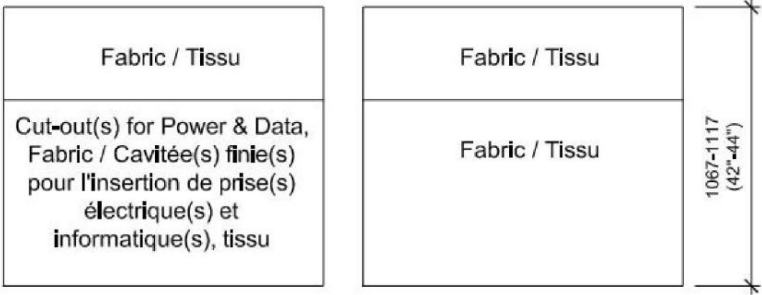 Fabric / Tissu
Cut-out(s) for Power & Data,
Fabric / Cavitée(s) finie(s)
pour l'insertion de prise(s)
électrique(s) et
informatique(s), tissu
Fabric / Tissu
Fabric / Tissu
1067-1117
(42"-44")